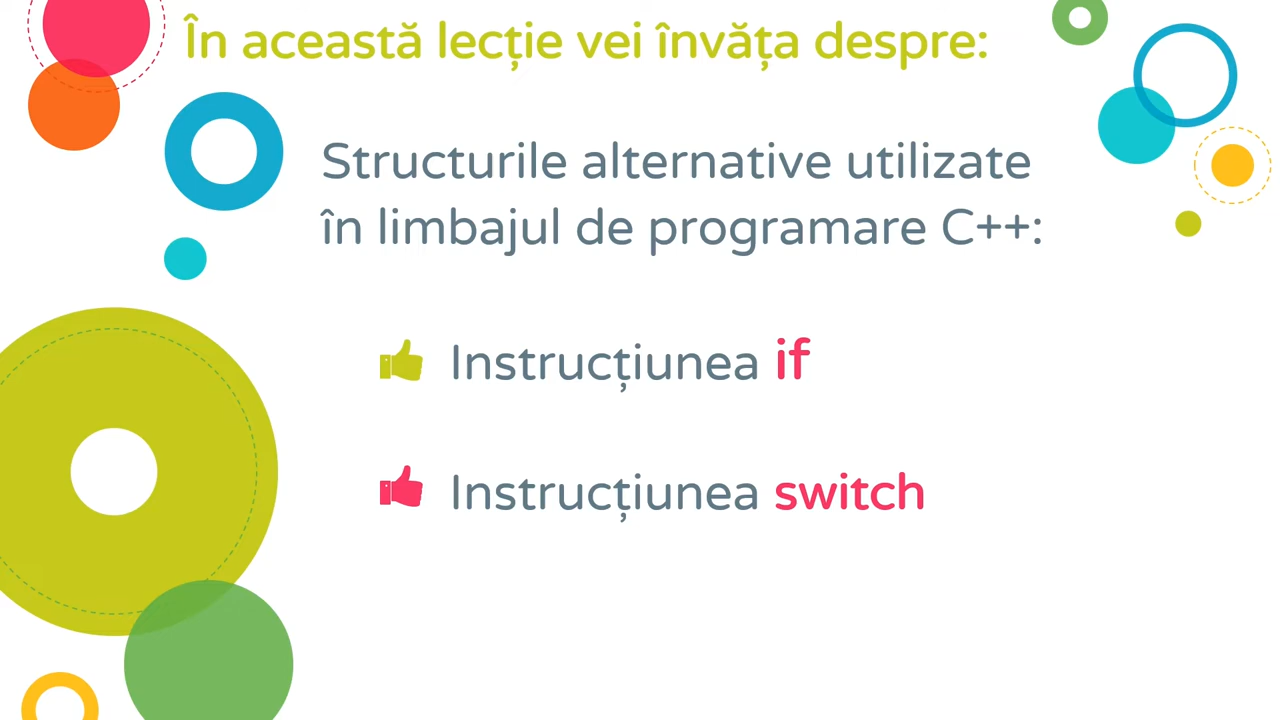 În această lecție vei învăța despre:
Structurile alternative utilizate
în limbajul de programare C++:
Instrucțiunea if
Instrucțiunea switch